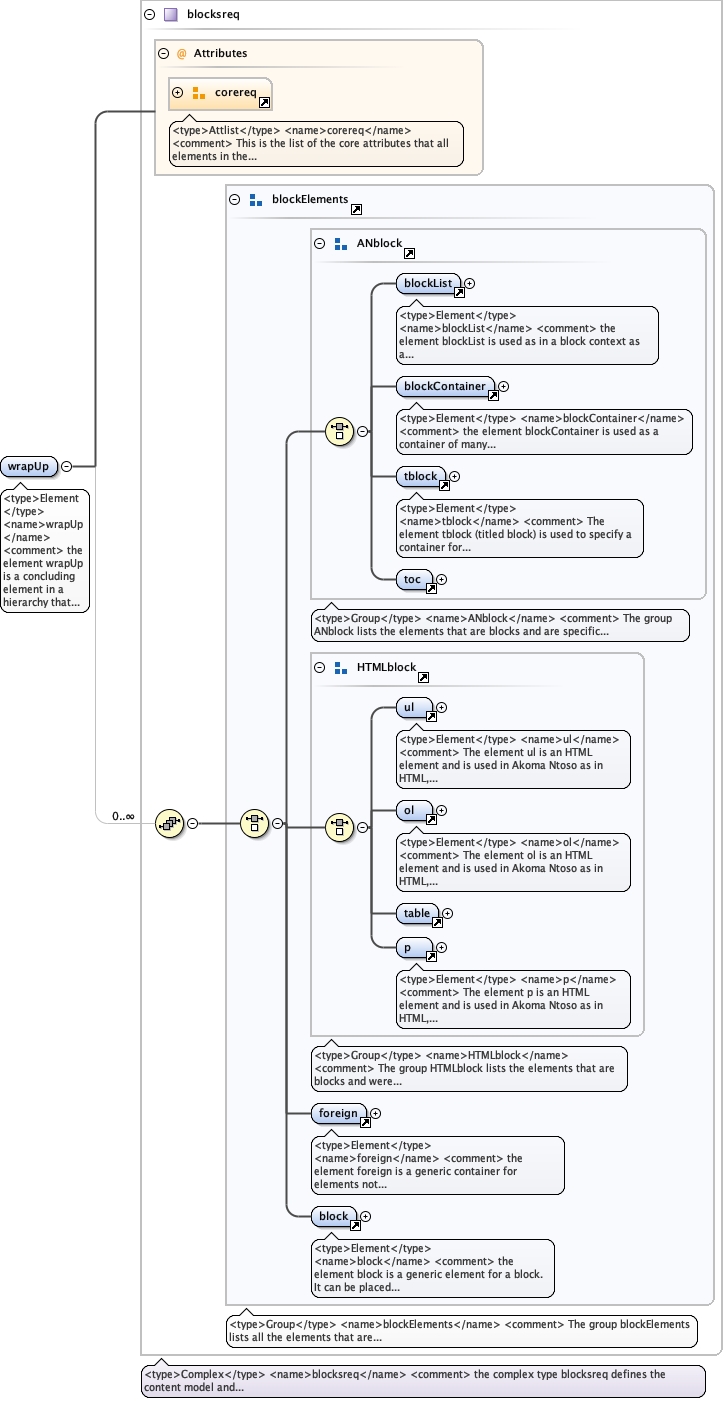 blocksreq
@ Attributes
corereq
<type>Attlist</type> <name>corereq</name>
<comment> This is the list of the core attributes that all
elements in the...
blockElements
ANblock
blockList
<type>Element</type>
<name>blockList</name> <comment> the
element blockList is used as in a block context as
a...
blockContainer
<type>Element</type> <name>blockContainer</name>
<comment> the element blockContainer is used as a
container of many...
tblock
<type>Element</type>
<name>tblock</name> <comment> The
element tblock (titled block) is used to specify a
container for...
toc
<type>Group</type> <name>ANblock</name> <comment> The group
ANblock lists the elements that are blocks and are specific...
wrapUp
<type>Element
</type>
<name>wrapUp
</name>
<comment> the
element wrapUp
is a concluding
element in a
hierarchy that...
HTMLblock
ul
<type>Element</type> <name>ul</name>
<comment> The element ul is an HTML
element and is used in Akoma Ntoso as in
HTML,...
0..∞
ol
<type>Element</type> <name>ol</name>
<comment> The element ol is an HTML
element and is used in Akoma Ntoso as in
HTML,...
table
p
<type>Element</type> <name>p</name>
<comment> The element p is an HTML
element and is used in Akoma Ntoso as in
HTML,...
<type>Group</type> <name>HTMLblock</name>
<comment> The group HTMLblock lists the elements that are
blocks and were...
foreign
<type>Element</type>
<name>foreign</name> <comment> the
element foreign is a generic container for
elements not...
block
<type>Element</type>
<name>block</name> <comment> the
element block is a generic element for a block.
It can be placed...
<type>Group</type> <name>blockElements</name> <comment> The group blockElements
lists all the elements that are...
<type>Complex</type> <name>blocksreq</name> <comment> the complex type blocksreq defines the
content model and...